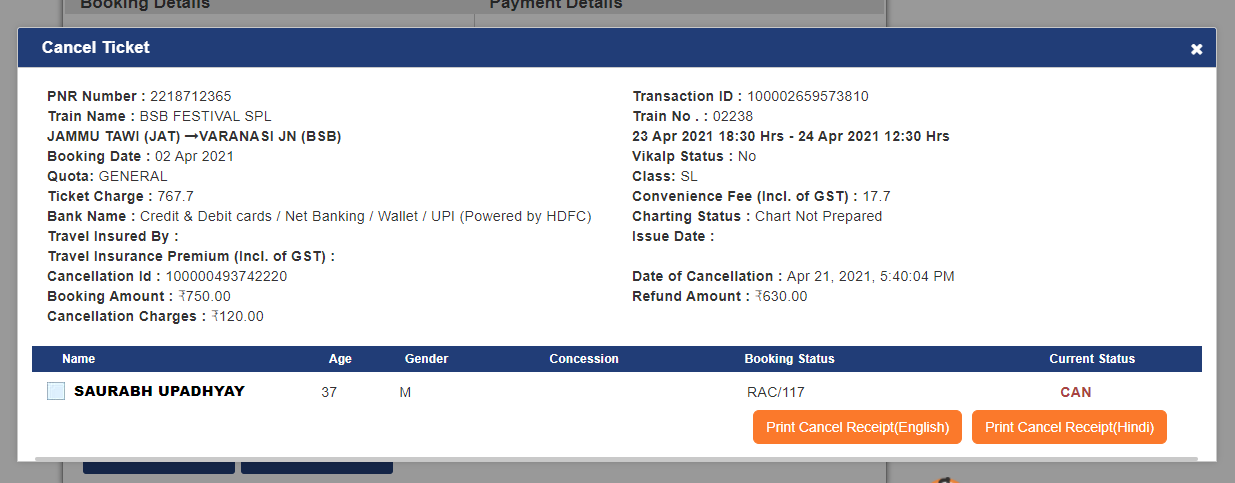 Booking Details Payment Details
Cancel Ticket ✖
PNR Number : 2218712365 Transaction ID : 100002659573810
Train Name : BSB FESTIVAL SPL Train No . : 02238
JAMMU TAWI (JAT) →VARANASI JN (BSB) 23 Apr 2021 18:30 Hrs - 24 Apr 2021 12:30 Hrs
Booking Date : 02 Apr 2021 Vikalp Status : No
Quota: GENERAL Class: SL
Ticket Charge : 767.7 Convenience Fee (Incl. of GST) : 17.7
Bank Name : Credit & Debit cards / Net Banking / Wallet / UPI (Powered by HDFC) Charting Status : Chart Not Prepared
Travel Insured By : Issue Date :
Travel Insurance Premium (Incl. of GST) :
Cancellation Id : 100000493742220 Date of Cancellation : Apr 21, 2021, 5:40:04 PM
Booking Amount : ₹750.00 Refund Amount : ₹630.00
Cancellation Charges : ₹120.00
Name Age Gender Concession Booking Status Current Status
SAURABH UPADHYAY 37 M RAC/117 CAN
Print Cancel Receipt(English) Print Cancel Receipt(Hindi)